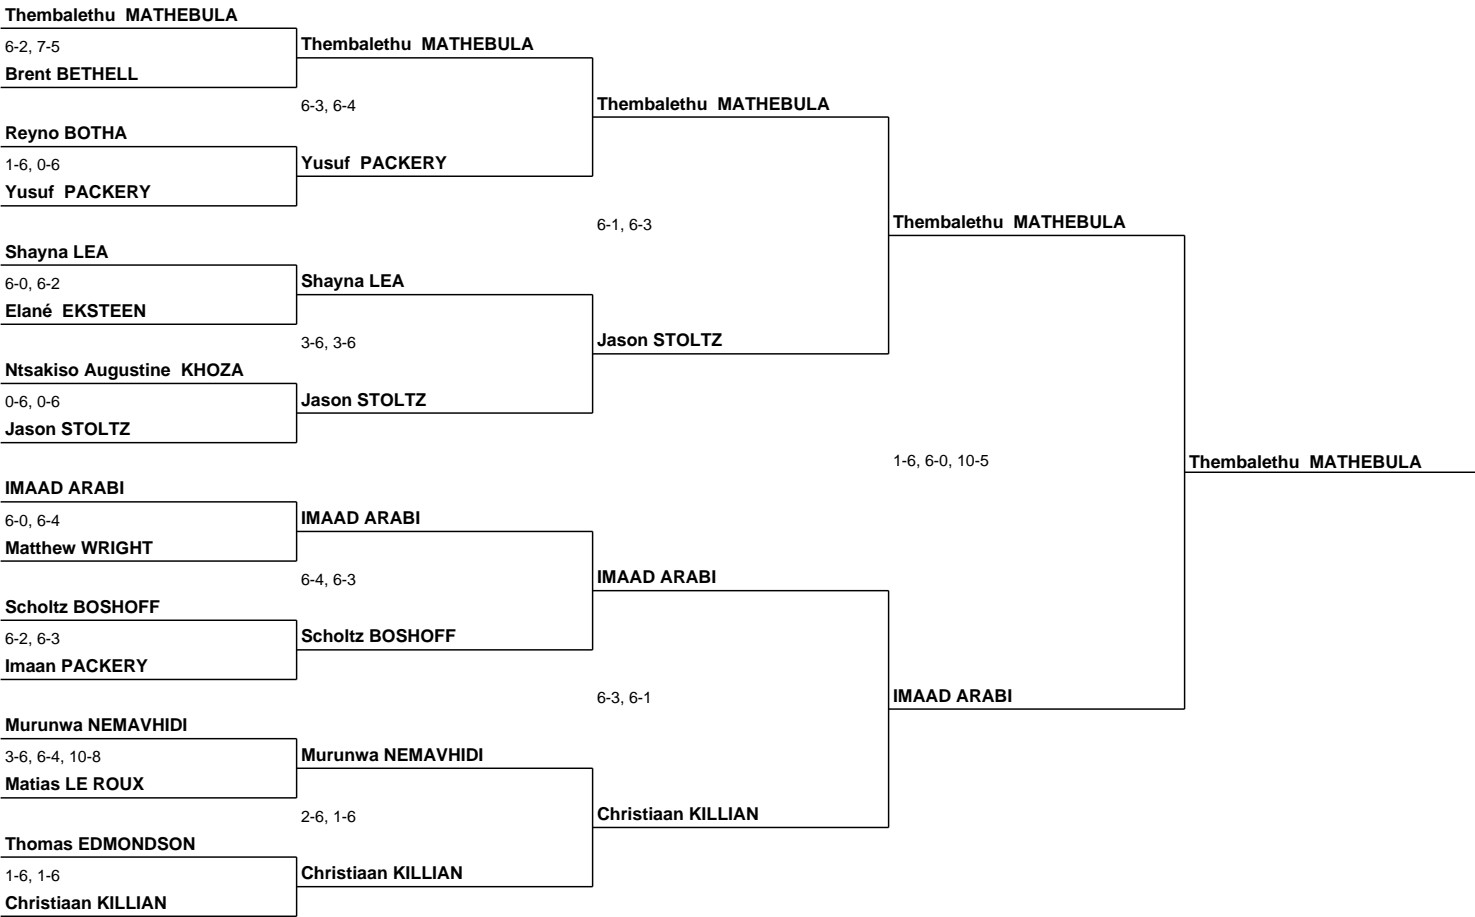 Thembalethu  MATHEBULA
6-2, 7-5
Brent BETHELL
Reyno BOTHA
1-6, 0-6
Yusuf  PACKERY
Shayna LEA
6-0, 6-2
Elané  EKSTEEN
Ntsakiso Augustine  KHOZA
0-6, 0-6
Jason STOLTZ
IMAAD ARABI
6-0, 6-4
Matthew WRIGHT
Scholtz BOSHOFF
6-2, 6-3
Imaan PACKERY
Murunwa NEMAVHIDI
3-6, 6-4, 10-8
Matias LE ROUX
Thomas EDMONDSON
1-6, 1-6
Christiaan KILLIAN
Thembalethu  MATHEBULA
6-3, 6-4
Yusuf  PACKERY
Shayna LEA
3-6, 3-6
Jason STOLTZ
IMAAD ARABI
6-4, 6-3
Scholtz BOSHOFF
Murunwa NEMAVHIDI
2-6, 1-6
Christiaan KILLIAN
Thembalethu  MATHEBULA
6-1, 6-3
Jason STOLTZ
IMAAD ARABI
6-3, 6-1
Christiaan KILLIAN
Thembalethu  MATHEBULA
1-6, 6-0, 10-5
IMAAD ARABI
Thembalethu  MATHEBULA